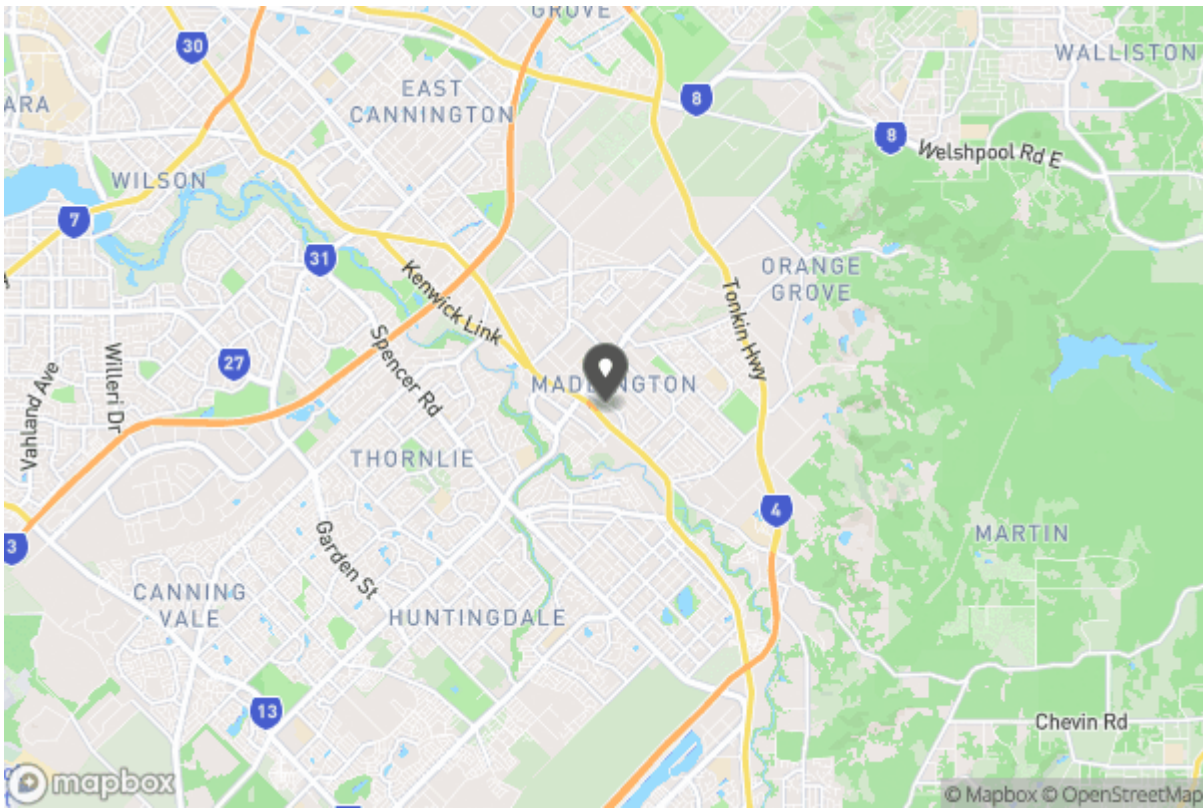 GROVE
30
WALLISTON
EAST
CANNINGTON
8
ARA
8
Welshpool Rd E
WILSON
7
31
ORANGE
GROVE
Kenwick Link
Tonkin Hwy
Spencer Rd
27
Willeri Dr
Vahland Ave
THORNLIE
4
MARTIN
3
Garden St
CANNING
VALE
HUNTINGDALE
13
Chevin Rd
mapbox
© Mapbox © OpenStreetMap